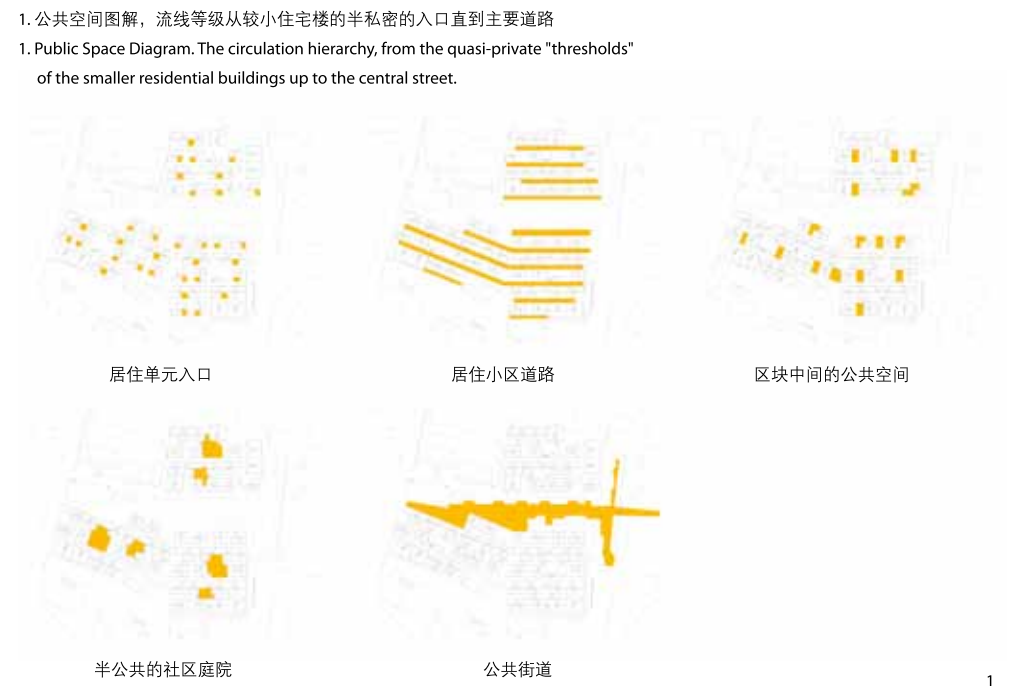 1. 公共空间图解，流线等级从较小住宅楼的半私密的入口直到主要道路
1. Public Space Diagram. The circulation hierarchy, from the quasi-private "thresholds"
of the smaller residential buildings up to the central street.
居住单元入口
居住小区道路
区块中间的公共空间
半公共的社区庭院
公共街道
1